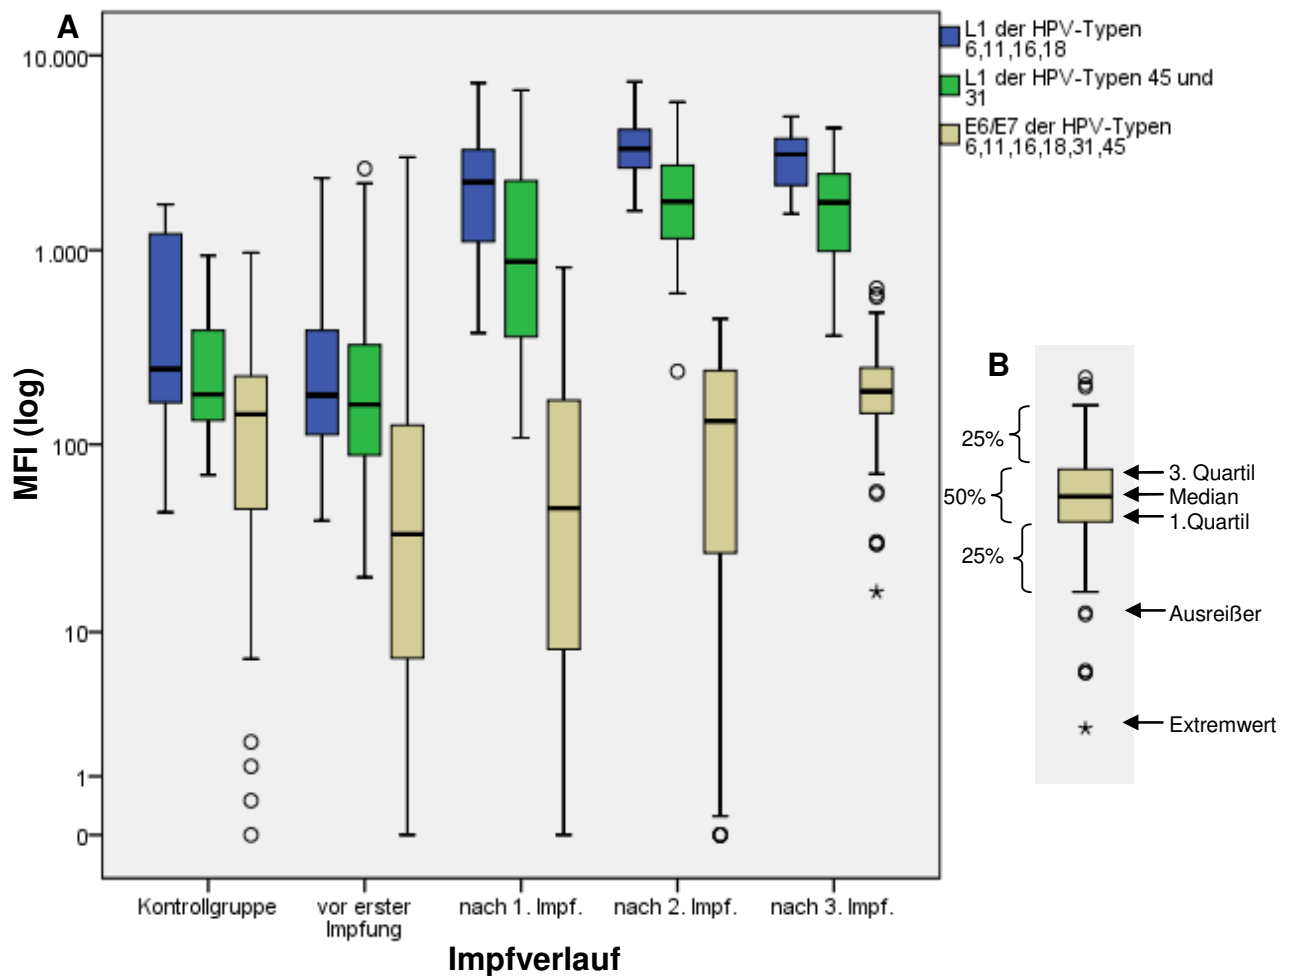 A
10.000
1.000
100
10
1
0
MFI (log)
Kontrollgruppe
vor erster
Impfung
nach 1. Impf.
nach 2. Impf.
nach 3. Impf.
Impfverlauf
L1 der HPV-Typen
6,11,16,18
L1 der HPV-Typen 45 und
31
E6/E7 der HPV-Typen
6,11,16,18,31,45
B
25%
50%
25%
3. Quartil
Median
1.Quartil
Ausreißer
Extremwert